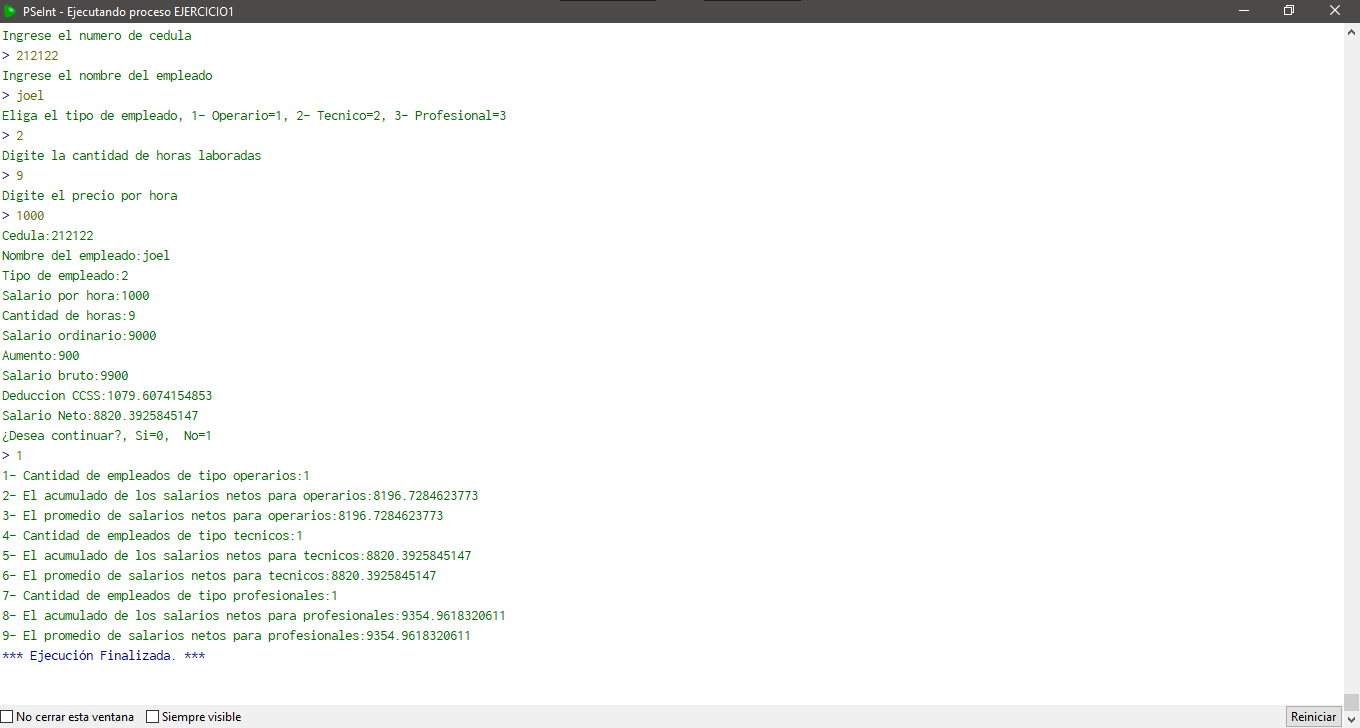 PSeInt - Ejecutando proceso EJERCICIO1
Ingrese el numero de cedula
> 212122
Ingrese el nombre del empleado
> joel
Eliga el tipo de empleado, 1- Operario=1, 2- Tecnico=2, 3- Profesional=3
> 2
Digite la cantidad de horas laboradas
> 9
Digite el precio por hora
> 1000
Cedula:212122
Nombre del empleado:joel
Tipo de empleado:2
Salario por hora:1000
Cantidad de horas:9
Salario ordinario:9000
Aumento:900
Salario bruto:9900
Deduccion CCSS:1079.6074154853
Salario Neto:8820.3925845147
¿Desea continuar?, Si=0,  No=1
> 1
1- Cantidad de empleados de tipo operarios:1
2- El acumulado de los salarios netos para operarios:8196.7284623773
3- El promedio de salarios netos para operarios:8196.7284623773
4- Cantidad de empleados de tipo tecnicos:1
5- El acumulado de los salarios netos para tecnicos:8820.3925845147
6- El promedio de salarios netos para tecnicos:8820.3925845147
7- Cantidad de empleados de tipo profesionales:1
8- El acumulado de los salarios netos para profesionales:9354.9618320611
9- El promedio de salarios netos para profesionales:9354.9618320611
*** Ejecución Finalizada. ***
No cerrar esta ventana Siempre visible Reiniciar